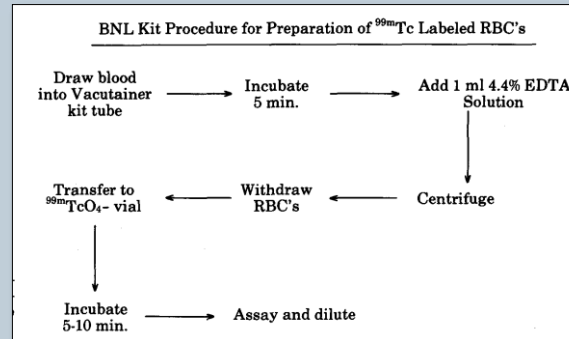 BNL Kit Procedure for Preparation of ⁹⁹ᵐTc Labeled RBC's
Draw blood
into Vacutainer
kit tube
Incubate
5 min.
Add 1 ml 4.4% EDTA
Solution
Centrifuge
Withdraw
RBC's
Transfer to
⁹⁹ᵐTcO₄- vial
Incubate
5-10 min.
Assay and dilute